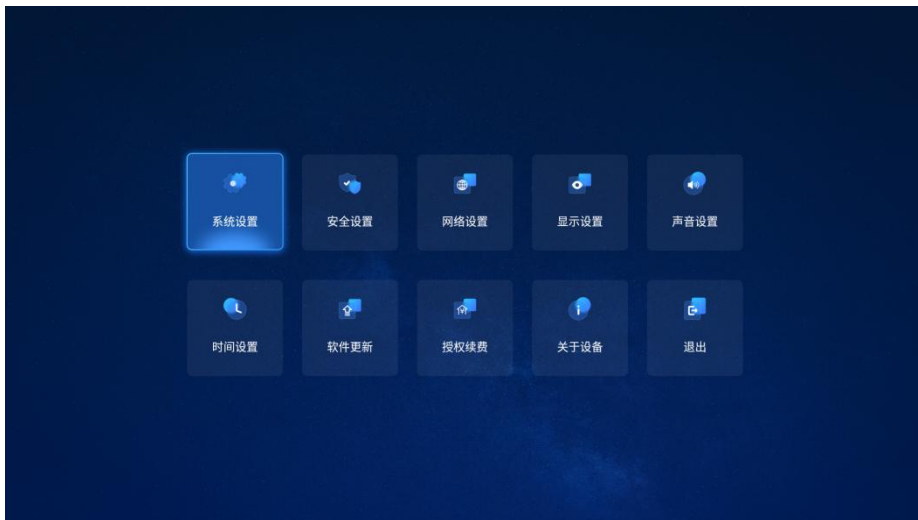 系统设置
安全设置
网络设置
显示设置
声音设置
时间设置
软件更新
授权续费
关于设备
退出